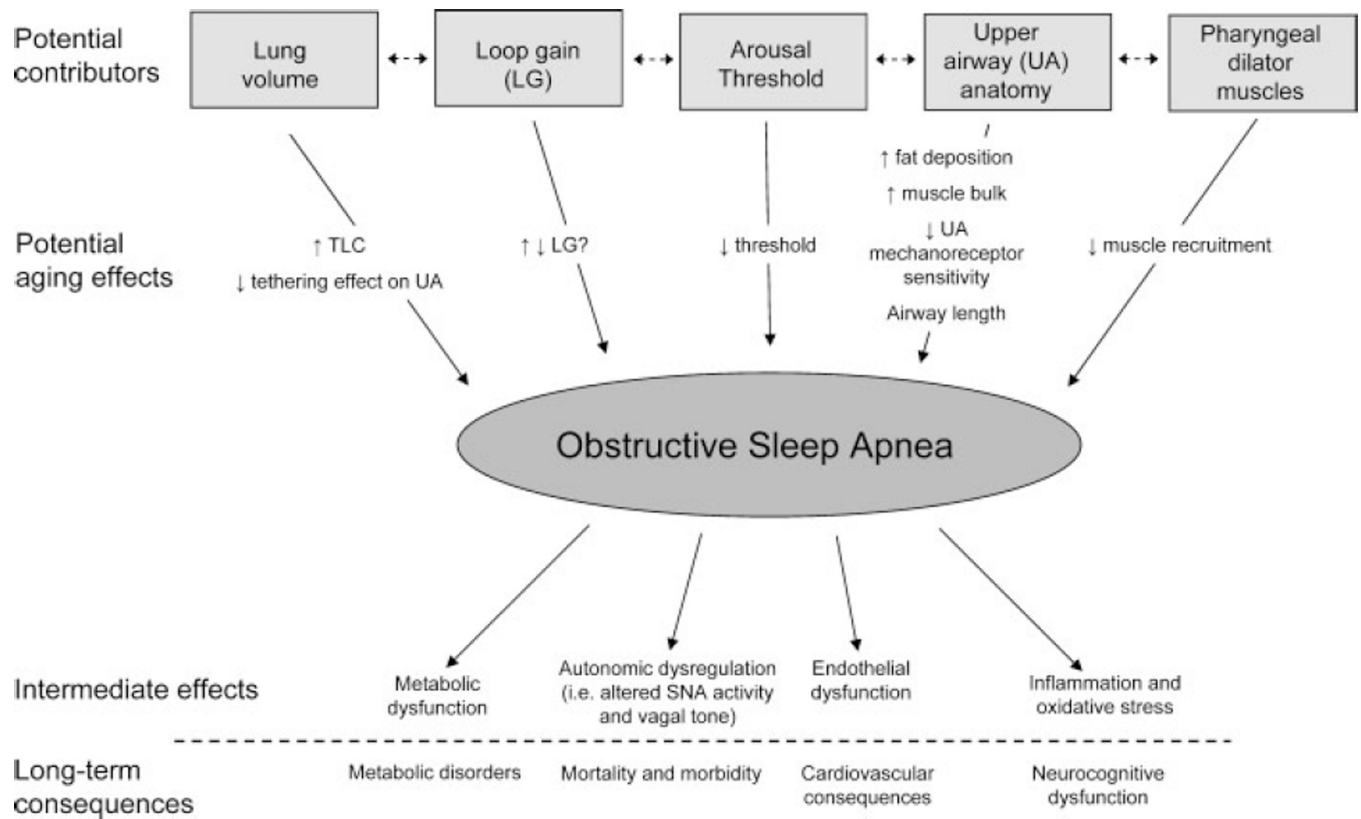 Potential
contributors
Lung
volume
Loop gain
(LG)
Arousal
Threshold
Upper
airway (UA)
anatomy
Pharyngeal
dilator
muscles
Potential
aging effects
↑ TLC
↓ tethering effect on UA
↑ ↓ LG?
↓ threshold
↑ fat deposition
↑ muscle bulk
↓ UA
mechanoreceptor
sensitivity
Airway length
↓ muscle recruitment
Obstructive Sleep Apnea
Intermediate effects
Metabolic
dysfunction
Autonomic dysregulation
(i.e. altered SNA activity
and vagal tone)
Endothelial
dysfunction
Inflammation and
oxidative stress
Long-term
consequences
Metabolic disorders
Mortality and morbidity
Cardiovascular
consequences
Neurocognitive
dysfunction